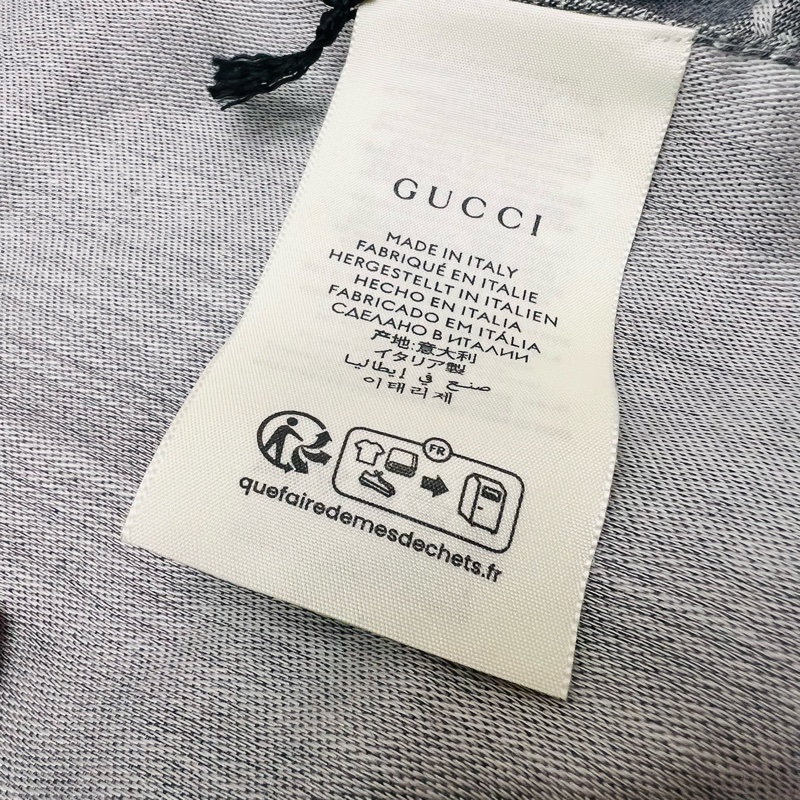 GUCCI
MADE IN ITALY
FABRIQUÉ EN ITALIE
HERGESTELLT IN ITALIEN
HECHO EN ITALIA
FABRICADO EM ITÁLIA
СДЕЛАНО В ИТАЛИИ
产地:意大利
イタリア製
صنع في إيطاليا
이태리제
FR
quefairedemesdechets.fr